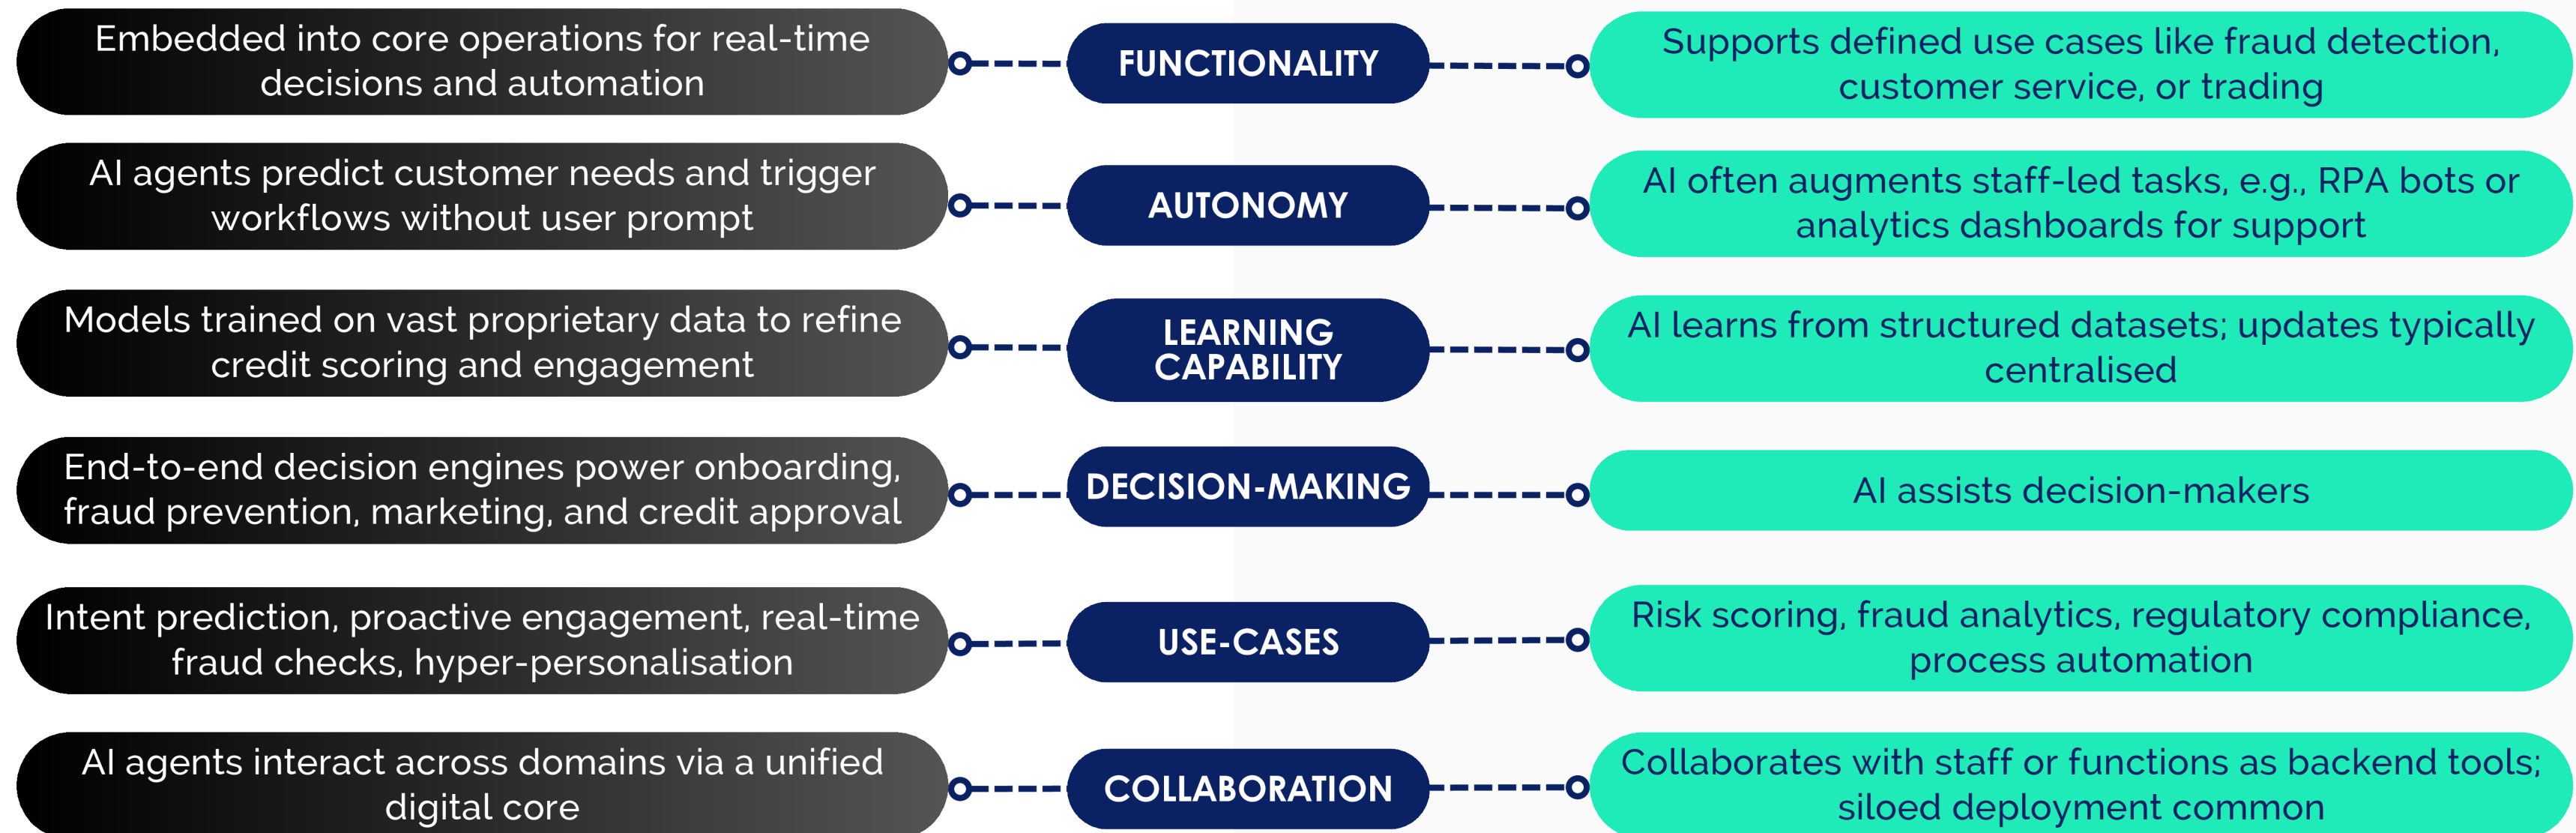 Embedded into core operations for real-time
decisions and automation
FUNCTIONALITY
Supports defined use cases like fraud detection,
customer service, or trading
AI agents predict customer needs and trigger
workflows without user prompt
AUTONOMY
AI often augments staff-led tasks, e.g., RPA bots or
analytics dashboards for support
Models trained on vast proprietary data to refine
credit scoring and engagement
LEARNING
CAPABILITY
AI learns from structured datasets; updates typically
centralised
End-to-end decision engines power onboarding,
fraud prevention, marketing, and credit approval
DECISION-MAKING
AI assists decision-makers
Intent prediction, proactive engagement, real-time
fraud checks, hyper-personalisation
USE-CASES
Risk scoring, fraud analytics, regulatory compliance,
process automation
AI agents interact across domains via a unified
digital core
COLLABORATION
Collaborates with staff or functions as backend tools;
siloed deployment common